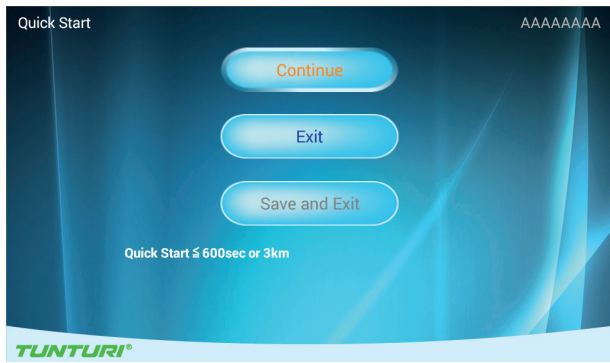 Quick Start
AAAAAAAA
Continue
Exit
Save and Exit
Quick Start ≦ 600sec or 3km
TUNTURI®